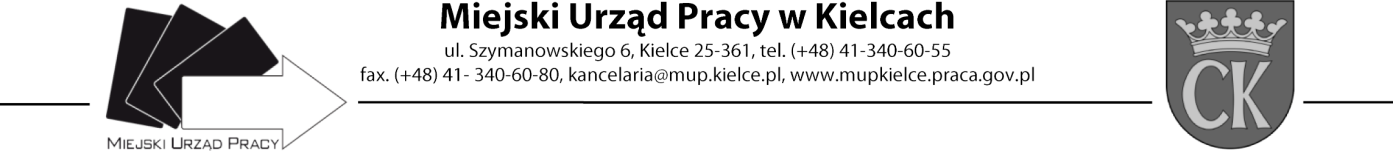 Miejski Urząd Pracy w Kielcach
ul. Szymanowskiego 6, Kielce 25-361, tel. (+48) 41-340-60-55
fax. (+48) 41- 340-60-80, kancelaria@mup.kielce.pl, www.mupkielce.praca.gov.pl
MIEJSKI URZĄD PRACY
CK